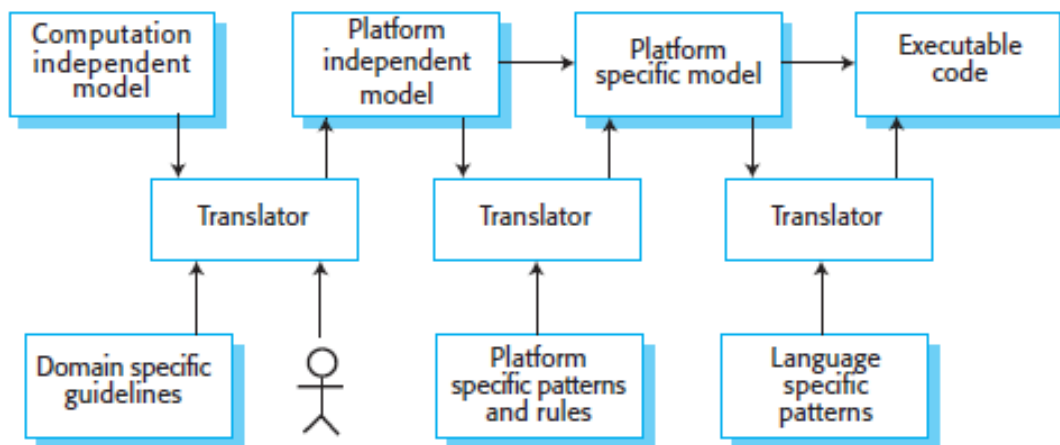 Computation
independent
model
Platform
independent
model
Platform
specific model
Executable
code
Translator
Translator
Translator
Domain specific
guidelines
Platform
specific patterns
and rules
Language
specific
patterns